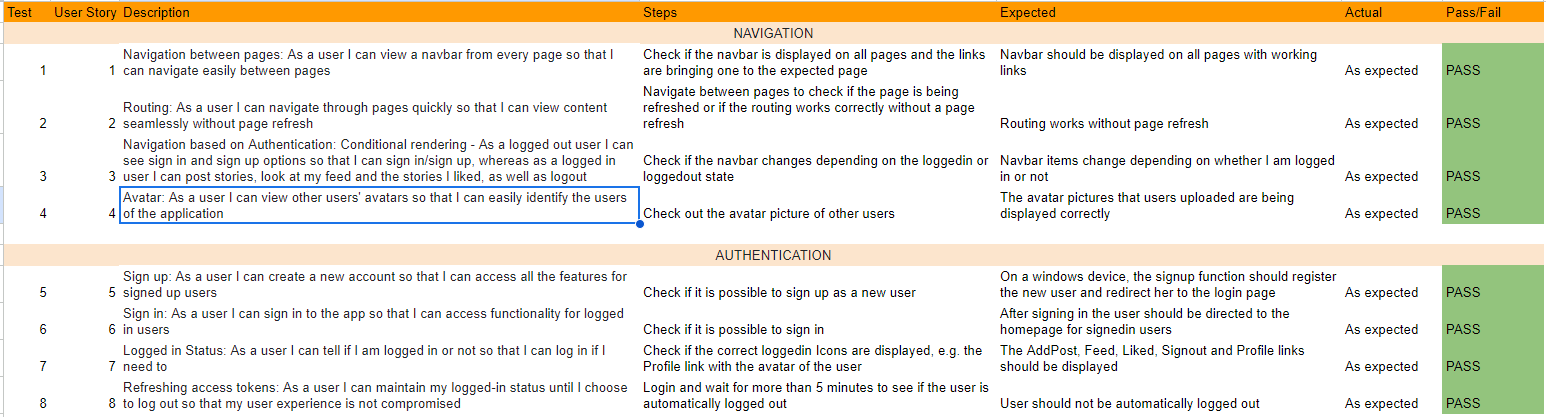 Test User Story Description Steps Expected Actual Pass/Fail
NAVIGATION
Navigation between pages: As a user I can view a navbar from every page so that I Check if the navbar is displayed on all pages and the links Navbar should be displayed on all pages with working
1 1 can navigate easily between pages are bringing one to the expected page links As expected PASS
Navigate between pages to check if the page is being
Routing: As a user I can navigate through pages quickly so that I can view content refreshed or if the routing works correctly without a page
2 2 seamlessly without page refresh refresh Routing works without page refresh As expected PASS
Navigation based on Authentication: Conditional rendering - As a logged out user I can
see sign in and sign up options so that I can sign in/sign up, whereas as a logged in Check if the navbar changes depending on the loggedin or Navbar items change depending on whether I am logged
3 3 user I can post stories, look at my feed and the stories I liked, as well as logout loggedout state in or not As expected PASS
Avatar: As a user I can view other users' avatars so that I can easily identify the users The avatar pictures that users uploaded are being
4 4 of the application Check out the avatar picture of other users displayed correctly As expected PASS
AUTHENTICATION
Sign up: As a user I can create a new account so that I can access all the features for On a windows device, the signup function should register
5 5 signed up users Check if it is possible to sign up as a new user the new user and redirect her to the login page As expected PASS
Sign in: As a user I can sign in to the app so that I can access functionality for logged After signing in the user should be directed to the
6 6 in users Check if it is possible to sign in homepage for signedin users As expected PASS
Logged in Status: As a user I can tell if I am logged in or not so that I can log in if I Check if the correct loggedin Icons are displayed, e.g. the The AddPost, Feed, Liked, Signout and Profile links
7 7 need to Profile link with the avatar of the user should be displayed As expected PASS
Refreshing access tokens: As a user I can maintain my logged-in status until I choose Login and wait for more than 5 minutes to see if the user is
8 8 to log out so that my user experience is not compromised automatically logged out User should not be automatically logged out As expected PASS